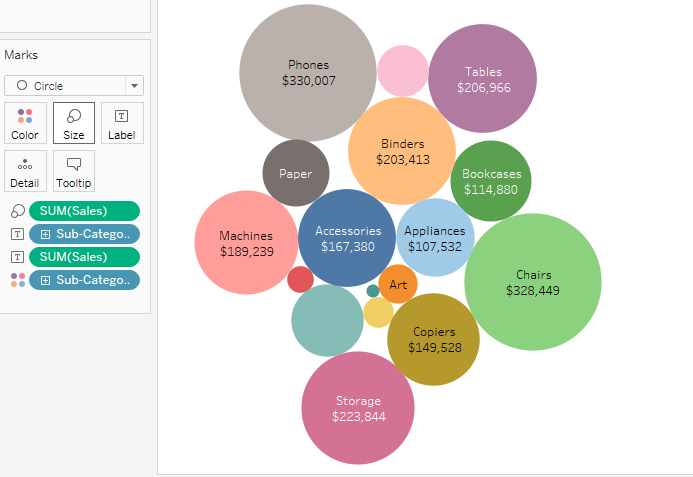 Marks
Circle
Color
Size
Label
Detail
Tooltip
SUM(Sales)
Sub-Catego..
SUM(Sales)
Sub-Catego..
Phones
$330,007
Tables
$206,966
Binders
$203,413
Paper
Bookcases
$114,880
Machines
$189,239
Accessories
$167,380
Appliances
$107,532
Chairs
$328,449
Art
Copiers
$149,528
Storage
$223,844